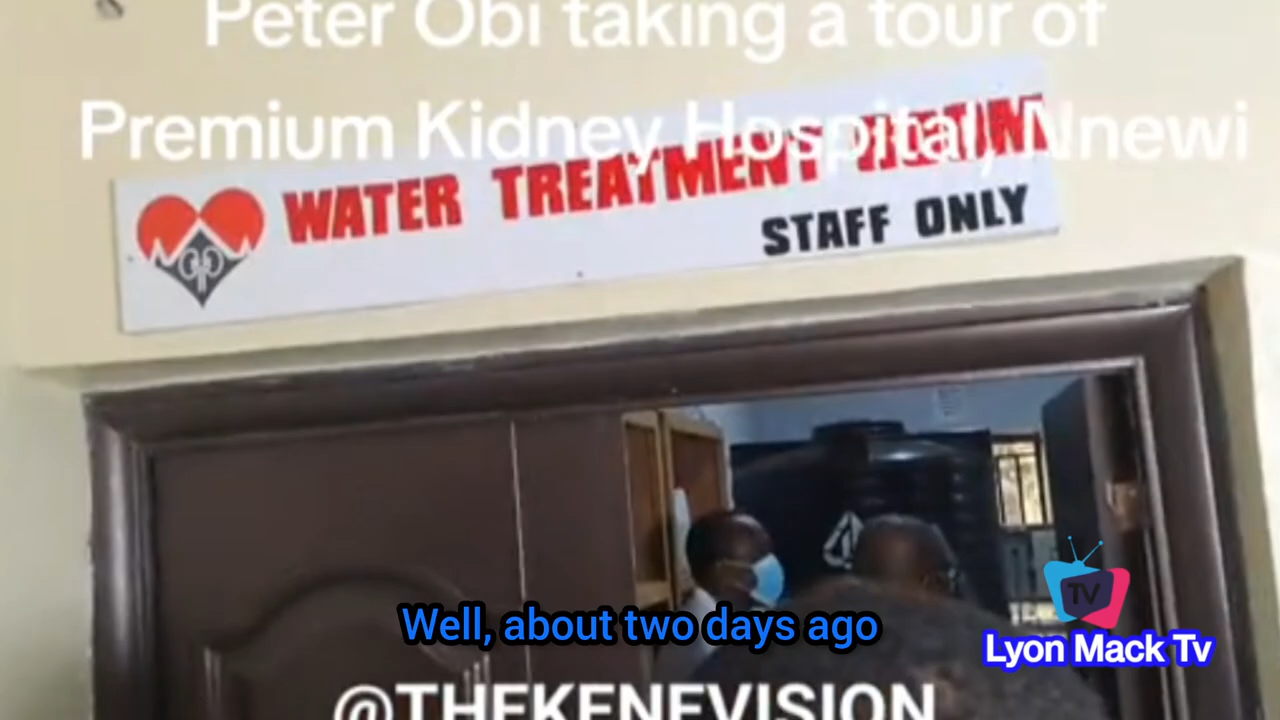 Peter Obi taking a tour of
Premium Kidney Hospital, Nnewi
WATER TREATMENT
STAFF ONLY
TV
Well, about two days ago
Lyon Mack Tv
@THEKENEVISION